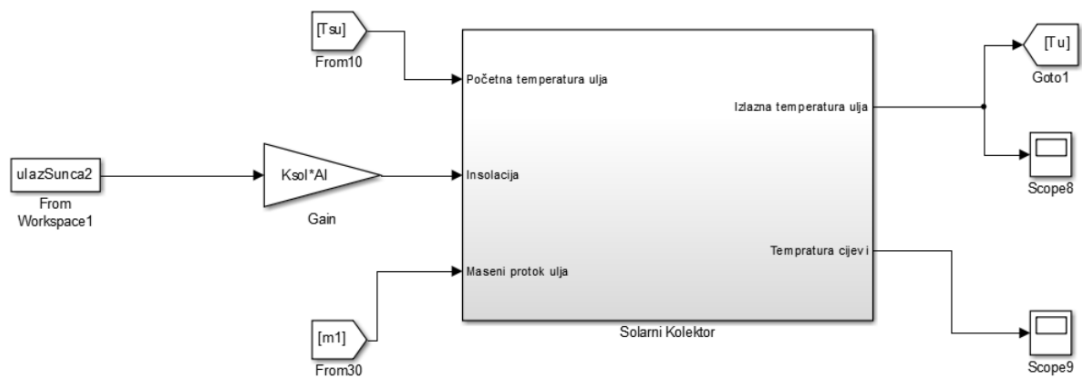 [Tsu]
From10
Početna temperatura ulja
Izlazna temperatura ulja
[Tu]
Goto1
ulazSunca2
From
Workspace1
Ksol*Al
Gain
Insolacija
Scope8
Maseni protok ulja
Tempratura cijevi
[m1]
From30
Solarni Kolektor
Scope9